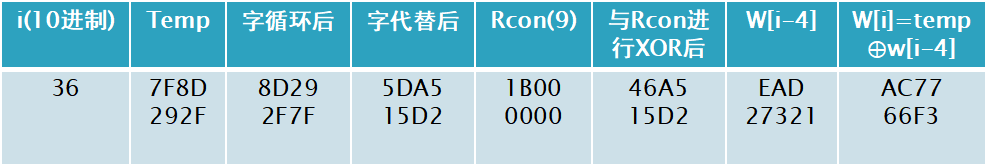 i(10进制) Temp 字循环后 字代替后 Rcon(9) 与Rcon进 W[i-4] W[i]=temp
行XOR后 ⊕w[i-4]
36 7F8D 8D29 5DA5 1B00 46A5 EAD AC77
292F 2F7F 15D2 0000 15D2 27321 66F3